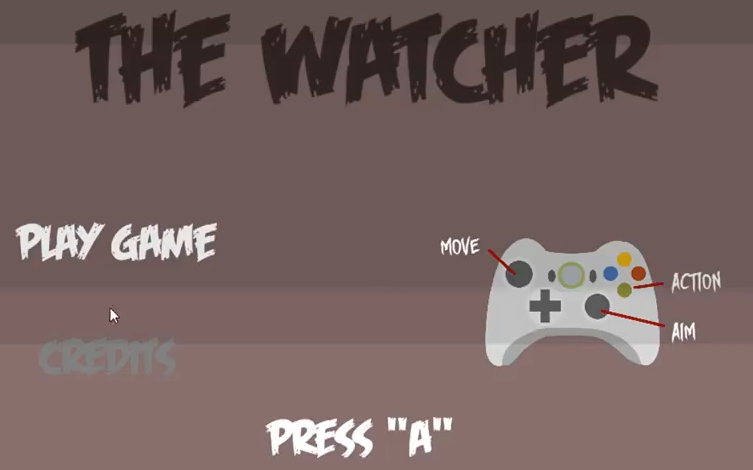 THE WATCHER
PLAY GAME
MOVE
ACTION
AIM
CREDITS
PRESS "A"